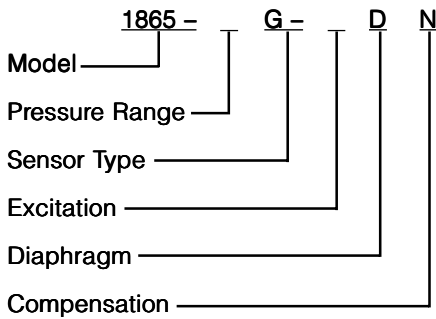 1865 – _ G – _ D N
Model
Pressure Range
Sensor Type
Excitation
Diaphragm
Compensation